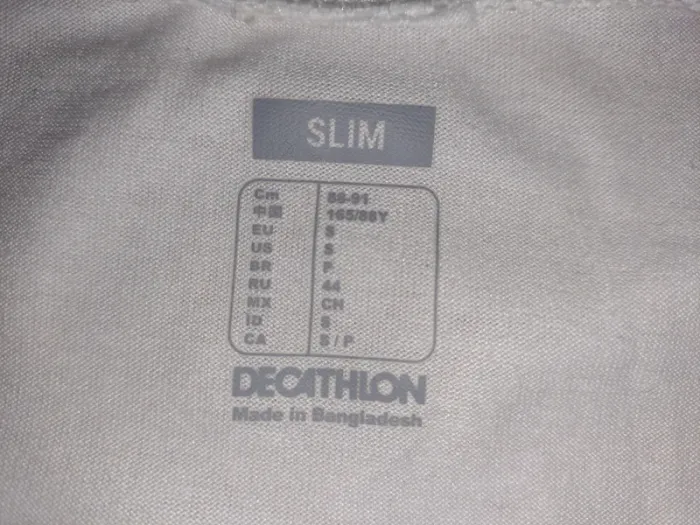 SLIM
Cm 88-91
中国 165/88Y
EU S
US S
BR P
RU 44
MX CH
ID S
CA S / P
DECATHLON
Made in Bangladesh